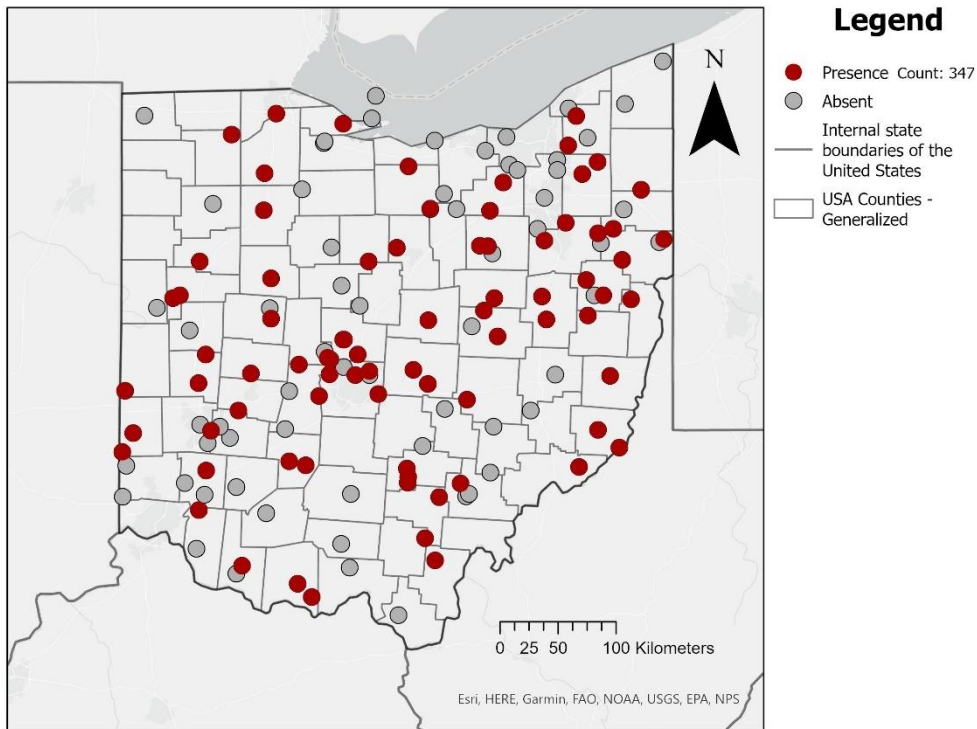 Legend
N
Presence Count: 347
Absent
Internal state
boundaries of the
United States
USA Counties -
Generalized
0 25 50 100 Kilometers
Esri, HERE, Garmin, FAO, NOAA, USGS, EPA, NPS